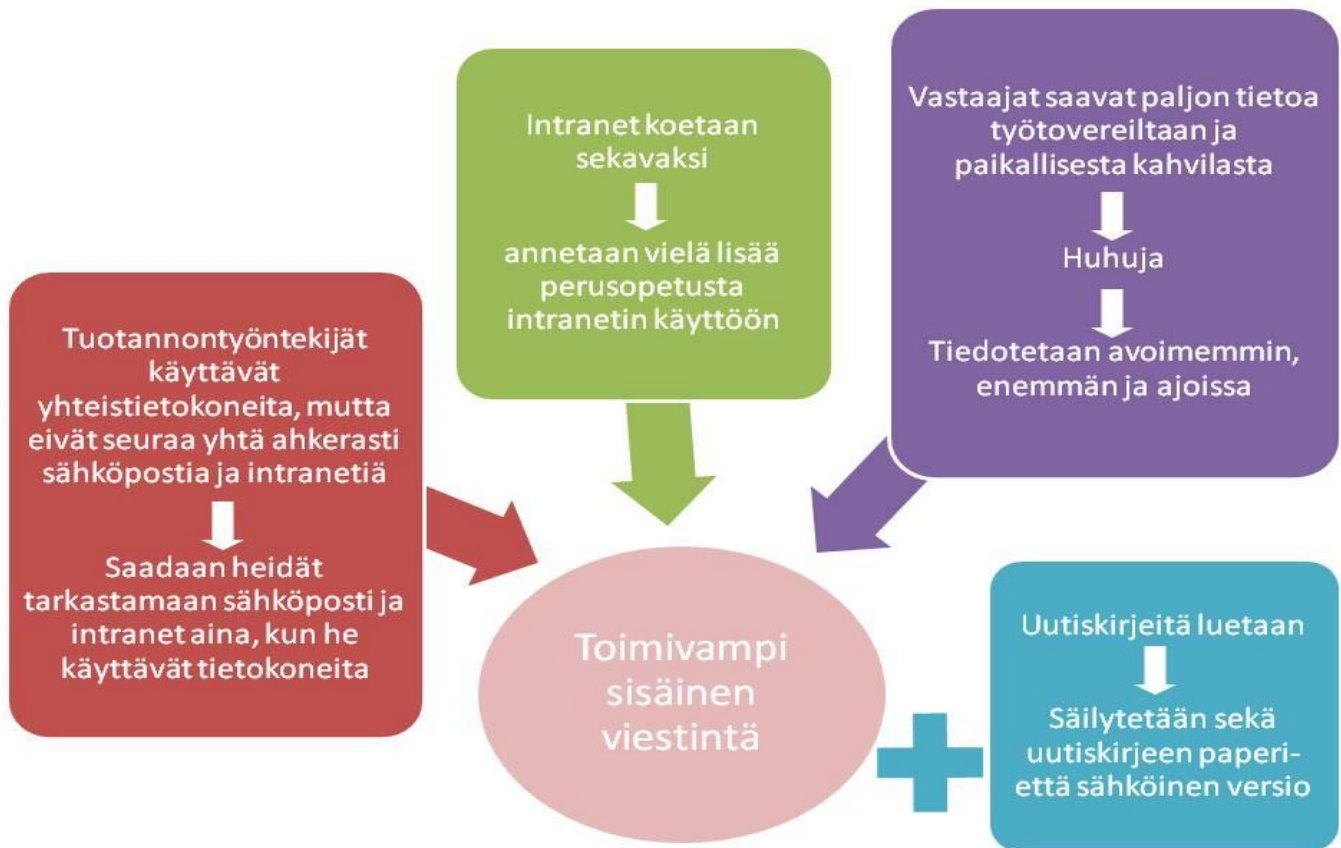 Tuotannontyöntekijät
käyttävät
yhteistietokoneita, mutta
eivät seuraa yhtä ahkerasti
sähköpostia ja intranetiä
Saadaan heidät
tarkastamaan sähköposti ja
intranet aina, kun he
käyttävät tietokoneita
Intranet koetaan
sekavaksi
annetaan vielä lisää
perusopetusta
intranetin käyttöön
Vastaajat saavat paljon tietoa
työtovereiltaan ja
paikallisesta kahvilasta
Huhuja
Tiedotetaan avoimemmin,
enemmän ja ajoissa
Toimivampi
sisäinen
viestintä
Uutiskirjeitä luetaan
Säilytetään sekä
uutiskirjeen paperi-
että sähköinen versio